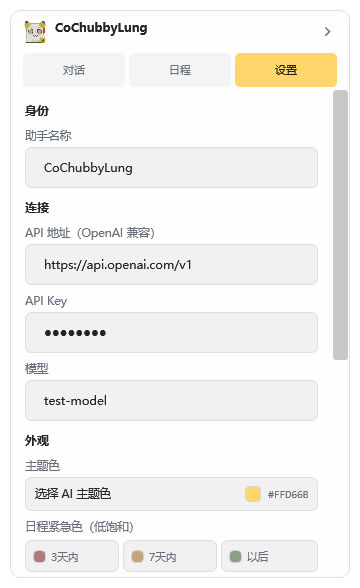 CoChubbyLung
对话 日程 设置
身份
助手名称
CoChubbyLung
连接
API 地址（OpenAI 兼容）
https://api.openai.com/v1
API Key
●●●●●●●●
模型
test-model
外观
主题色
选择 AI 主题色 #FFD66B
日程紧急色（低饱和）
3天内 7天内 以后